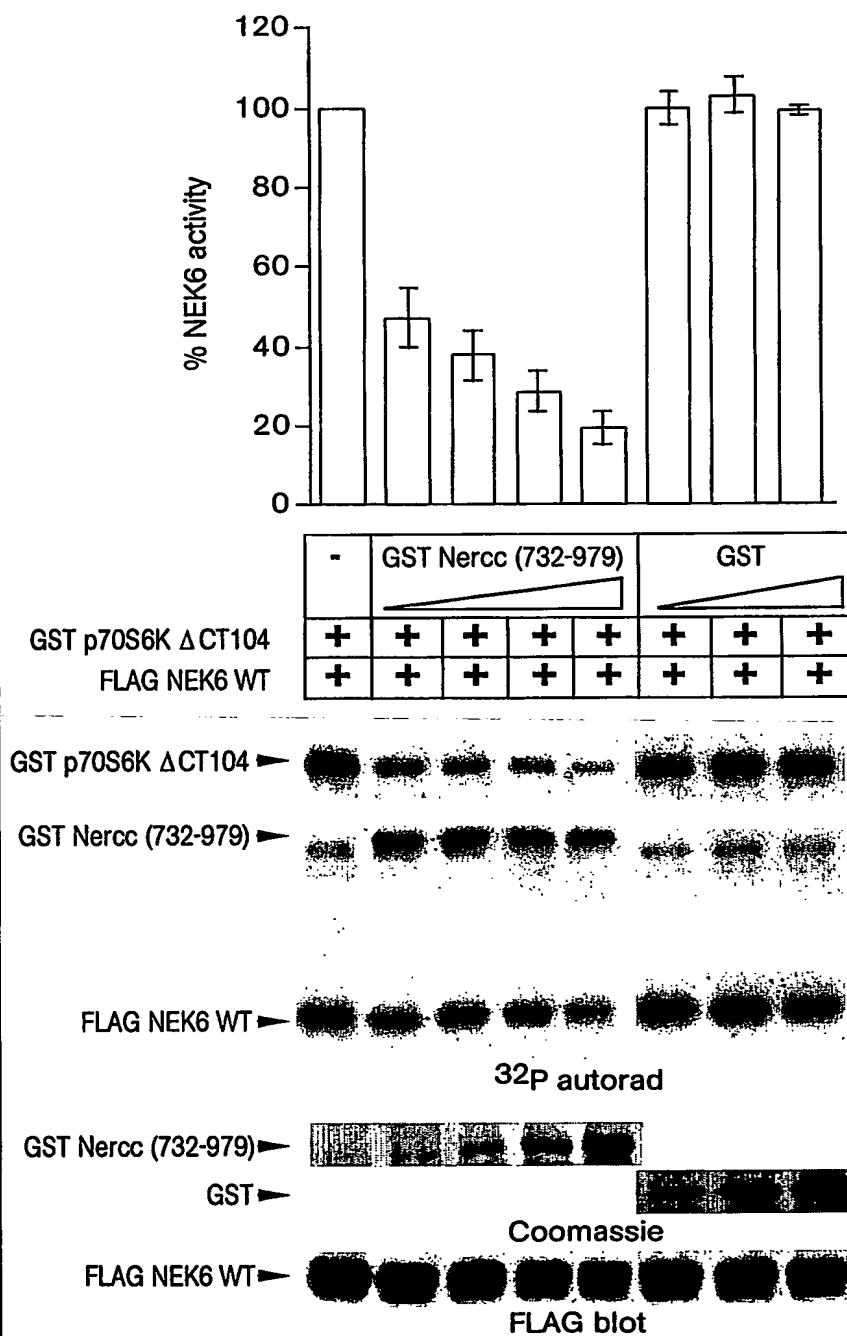 120
100
80
60
40
20
0
% NEK6 activity
- GST Nercc (732-979) GST
GST p70S6K ΔCT104 + + + + + + + +
FLAG NEK6 WT + + + + + + + +
GST p70S6K ΔCT104
GST Nercc (732-979)
FLAG NEK6 WT
32P autorad
GST Nercc (732-979)
GST
Coomassie
FLAG NEK6 WT
FLAG blot